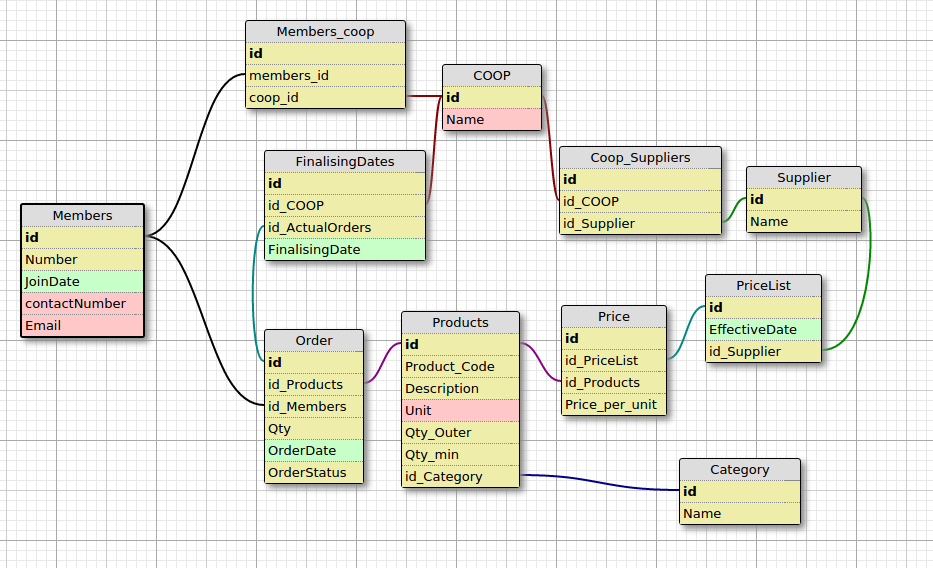 Members_coop
id
members_id
coop_id
COOP
id
Name
FinalisingDates
id
id_COOP
id_ActualOrders
FinalisingDate
Coop_Suppliers
id
id_COOP
id_Supplier
Supplier
id
Name
Members
id
Number
JoinDate
contactNumber
Email
PriceList
id
EffectiveDate
id_Supplier
Order
id
id_Products
id_Members
Qty
OrderDate
OrderStatus
Products
id
Product_Code
Description
Unit
Qty_Outer
Qty_min
id_Category
Price
id
id_PriceList
id_Products
Price_per_unit
Category
id
Name